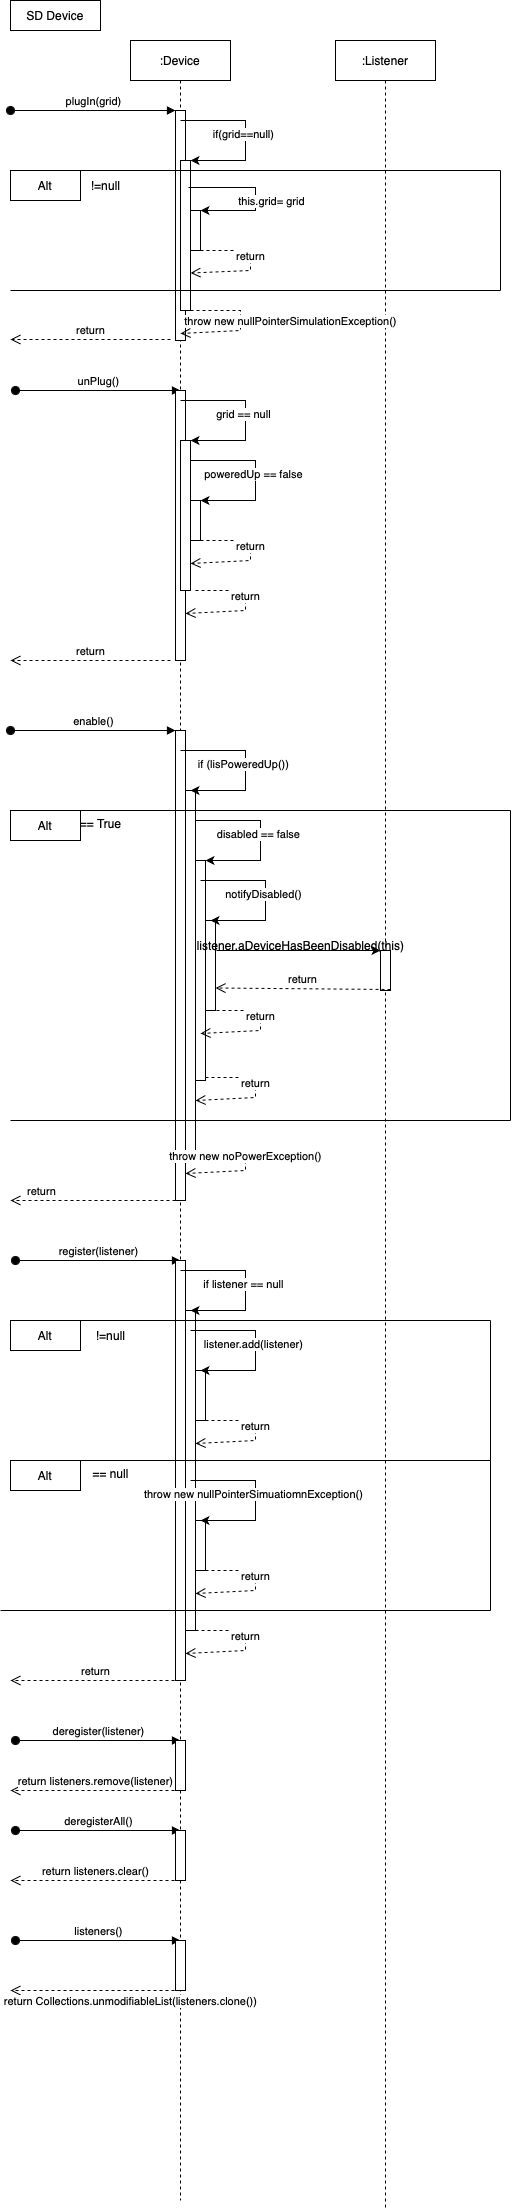 SD Device
:Device
:Listener
plugIn(grid)
if(grid==null)
Alt
!=null
this.grid= grid
return
throw new nullPointerSimulationException()
return
unPlug()
grid == null
poweredUp == false
return
return
return
enable()
if (lisPoweredUp())
Alt
== True
disabled == false
notifyDisabled()
listener.aDeviceHasBeenDisabled(this)
return
return
return
throw new noPowerException()
return
register(listener)
if listener == null
Alt
!=null
listener.add(listener)
return
Alt
== null
throw new nullPointerSimuatiomnException()
return
return
return
deregister(listener)
return listeners.remove(listener)
deregisterAll()
return listeners.clear()
listeners()
return Collections.unmodifiableList(listeners.clone())